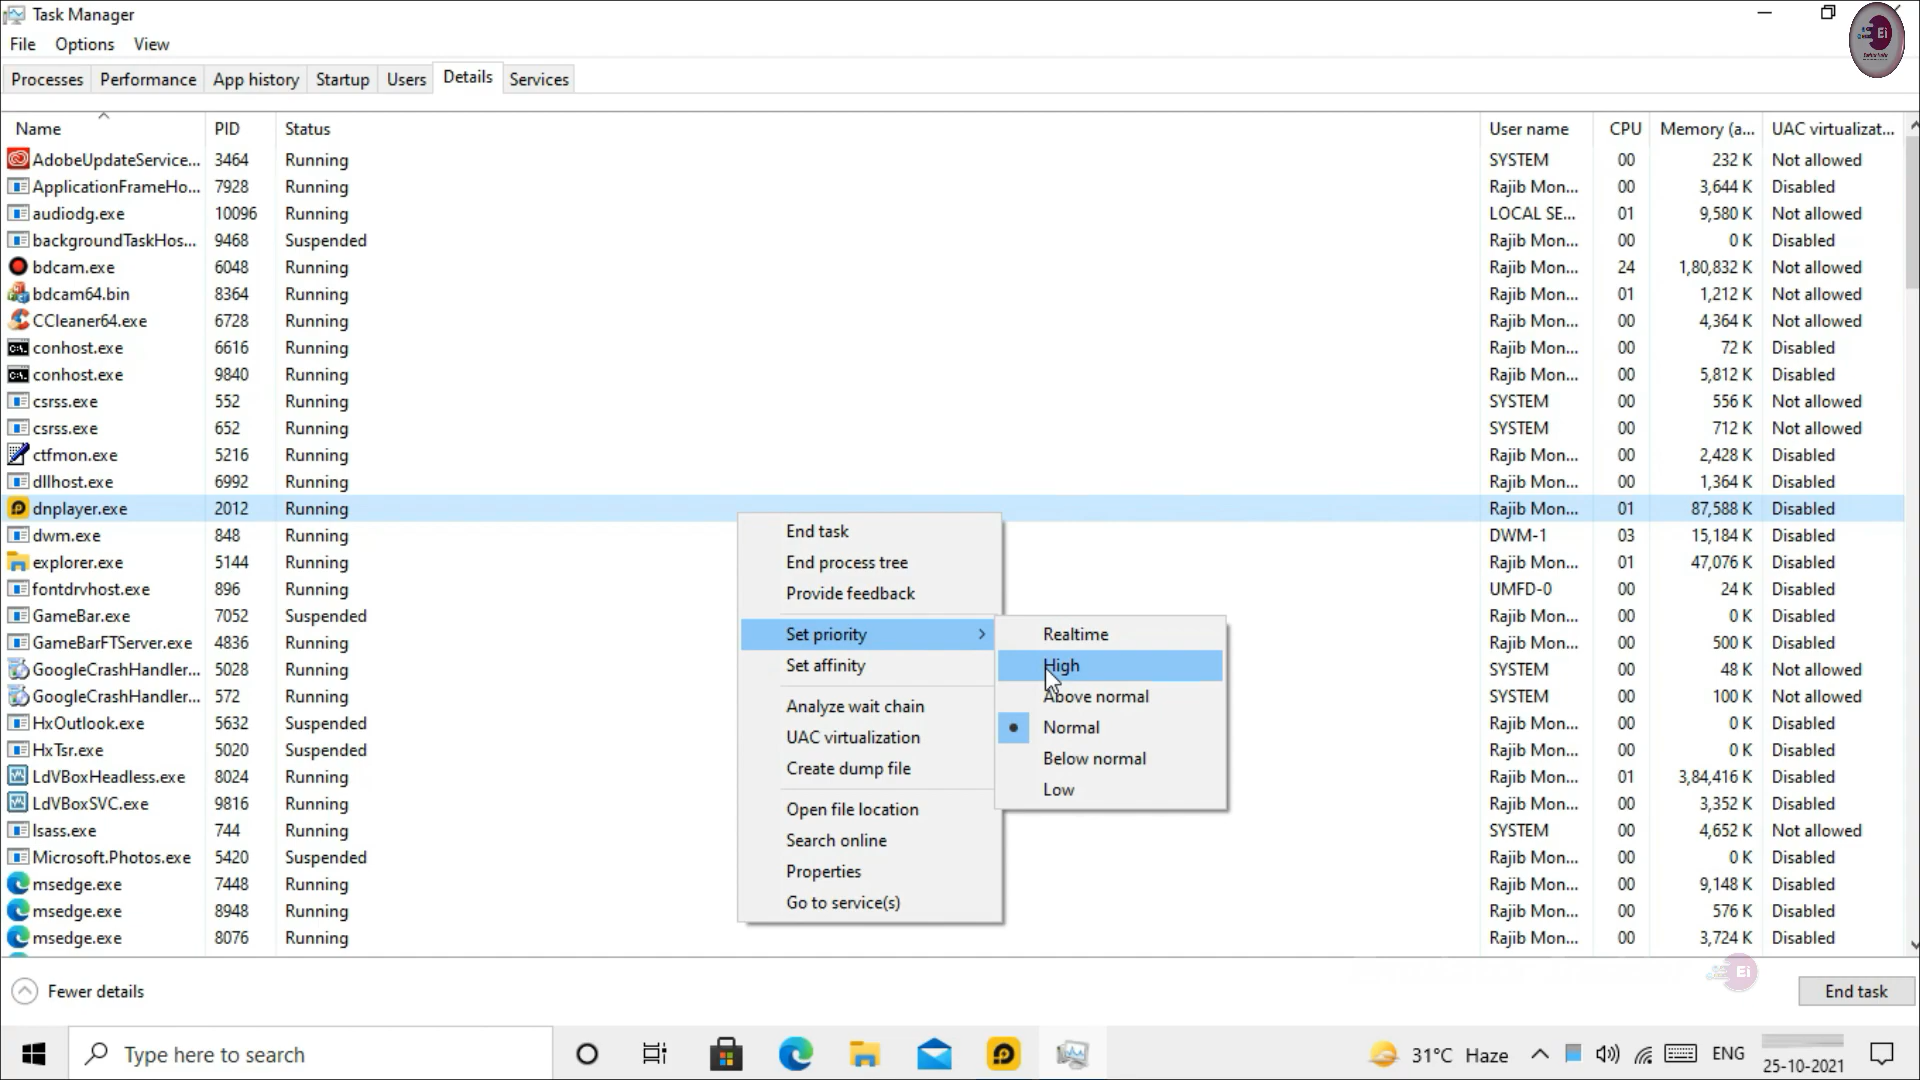 Task Manager
File Options View
Processes Performance App history Startup Users Details Services
Name PID Status User name CPU Memory (a... UAC virtualizat...
AdobeUpdateService... 3464 Running SYSTEM 00 232 K Not allowed
ApplicationFrameHo... 7928 Running Rajib Mon... 00 3,644 K Disabled
audiodg.exe 10096 Running LOCAL SE... 01 9,580 K Not allowed
backgroundTaskHos... 9468 Suspended Rajib Mon... 00 0 K Disabled
bdcam.exe 6048 Running Rajib Mon... 24 1,80,832 K Not allowed
bdcam64.bin 8364 Running Rajib Mon... 01 1,212 K Not allowed
CCleaner64.exe 6728 Running Rajib Mon... 00 4,364 K Not allowed
conhost.exe 6616 Running Rajib Mon... 00 72 K Disabled
conhost.exe 9840 Running Rajib Mon... 00 5,812 K Disabled
csrss.exe 552 Running SYSTEM 00 556 K Not allowed
csrss.exe 652 Running SYSTEM 00 712 K Not allowed
ctfmon.exe 5216 Running Rajib Mon... 00 2,428 K Disabled
dllhost.exe 6992 Running Rajib Mon... 00 1,364 K Disabled
dnplayer.exe 2012 Running Rajib Mon... 01 87,588 K Disabled
dwm.exe 848 Running DWM-1 03 15,184 K Disabled
explorer.exe 5144 Running Rajib Mon... 01 47,076 K Disabled
fontdrvhost.exe 896 Running UMFD-0 00 24 K Disabled
GameBar.exe 7052 Suspended Rajib Mon... 00 0 K Disabled
GameBarFTServer.exe 4836 Running Rajib Mon... 00 500 K Disabled
GoogleCrashHandler... 5028 Running SYSTEM 00 48 K Not allowed
GoogleCrashHandler... 572 Running SYSTEM 00 100 K Not allowed
HxOutlook.exe 5632 Suspended Rajib Mon... 00 0 K Disabled
HxTsr.exe 5020 Suspended Rajib Mon... 00 0 K Disabled
LdVBoxHeadless.exe 8024 Running Rajib Mon... 01 3,84,416 K Disabled
LdVBoxSVC.exe 9816 Running Rajib Mon... 00 3,352 K Disabled
lsass.exe 744 Running SYSTEM 00 4,652 K Not allowed
Microsoft.Photos.exe 5420 Suspended Rajib Mon... 00 0 K Disabled
msedge.exe 7448 Running Rajib Mon... 00 9,148 K Disabled
msedge.exe 8948 Running Rajib Mon... 00 576 K Disabled
msedge.exe 8076 Running Rajib Mon... 00 3,724 K Disabled
End task
End process tree
Provide feedback
Set priority
Set affinity
Analyze wait chain
UAC virtualization
Create dump file
Open file location
Search online
Properties
Go to service(s)
Realtime
High
Above normal
Normal
Below normal
Low
Ei
Fewer details
Ei
End task
Type here to search
31°C Haze
ENG
25-10-2021